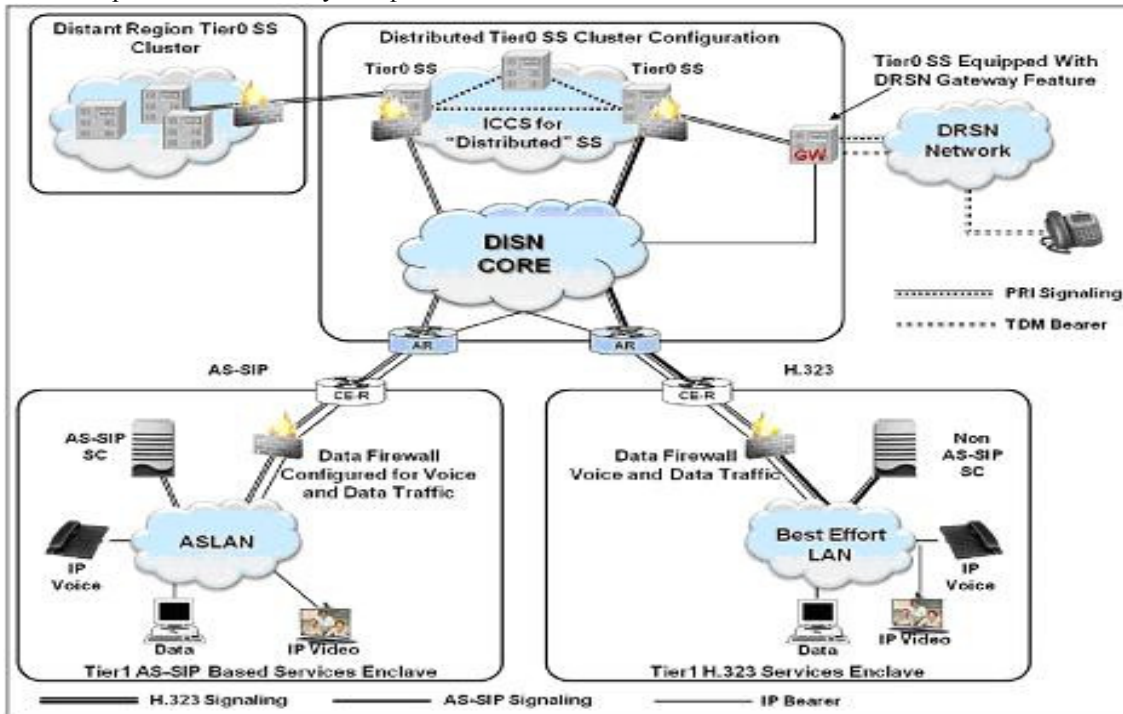 Distant Region Tier0 SS
Cluster
Distributed Tier0 SS Cluster Configuration
Tier0 SS
Tier0 SS
ICCS for
"Distributed" SS
Tier0 SS Equipped With
DRSN Gateway Feature
GW
DRSN
Network
DISN
CORE
PRI Signaling
TDM Bearer
AR
AR
AS-SIP
H.323
CE-R
CE-R
AS-SIP
SC
Data Firewall
Configured for Voice
and Data Traffic
ASLAN
IP
Voice
Data
IP Video
Tier1 AS-SIP Based Services Enclave
Data Firewall
Voice and Data Traffic
Non
AS-SIP
SC
Best Effort
LAN
IP
Voice
Data
IP Video
Tier1 H.323 Services Enclave
H.323 Signaling
AS-SIP Signaling
IP Bearer